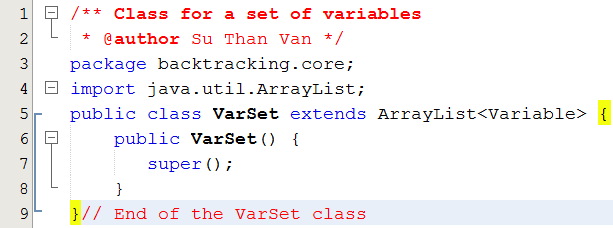 1 /** Class for a set of variables
2 * @author Su Than Van */
3 package backtracking.core;
4 import java.util.ArrayList;
5 public class VarSet extends ArrayList<Variable> {
6 public VarSet() {
7 super();
8 }
9 }// End of the VarSet class